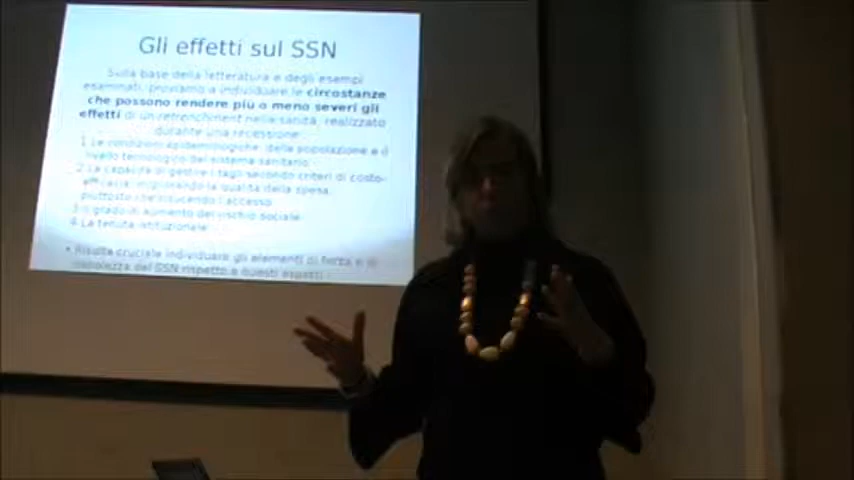 Gli effetti sul SSN
Sulla base della letteratura e degli esempi
esaminati, proviamo a individuare le circostanze
che possono rendere più o meno severi gli
effetti di un retrenchment nella sanità, realizzato
durante una recessione:
1. Le condizioni epidemiologiche della popolazione e il
livello tecnologico del sistema sanitario
2. La capacità di gestire i tagli secondo criteri di costo-
efficacia, migliorando la qualità della spesa,
piuttosto che riducendo l'accesso
3. Il grado di aumento del rischio sociale
4. La tenuta istituzionale
• Risulta cruciale individuare gli elementi di forza e di
debolezza del SSN rispetto a questi aspetti